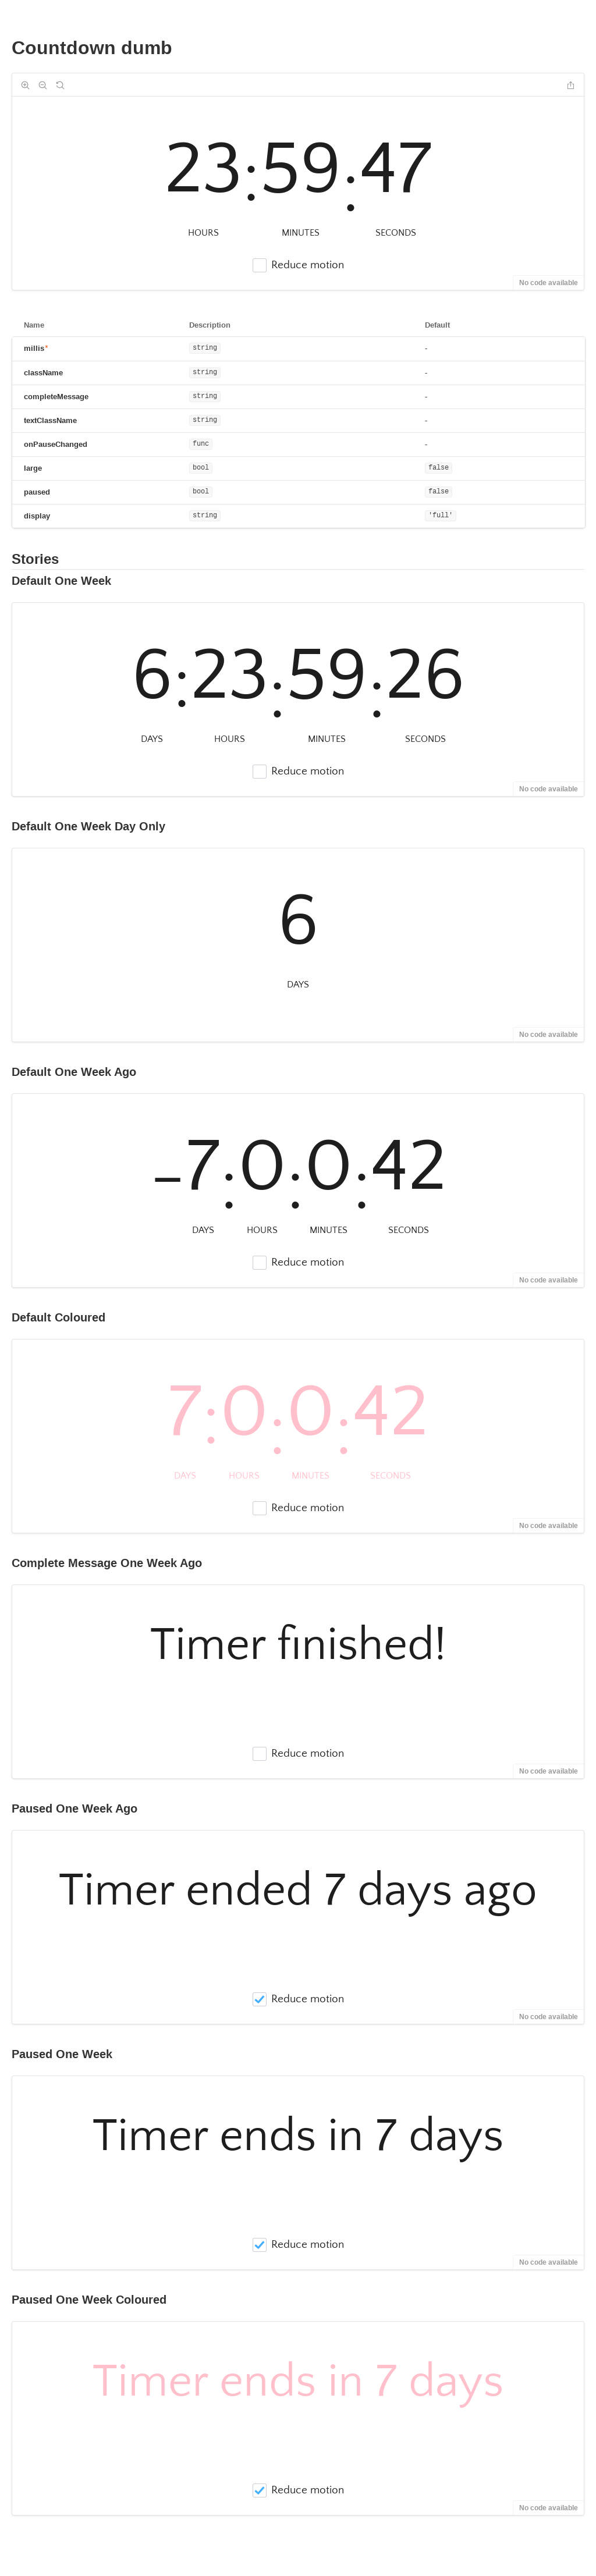 Countdown dumb
23:59:47
HOURS MINUTES SECONDS
Reduce motion
No code available
Name Description Default
millis* string -
className string -
completeMessage string -
textClassName string -
onPauseChanged func -
large bool false
paused bool false
display string 'full'
Stories
Default One Week
6:23:59:26
DAYS HOURS MINUTES SECONDS
Reduce motion
No code available
Default One Week Day Only
6
DAYS
No code available
Default One Week Ago
-7:0:0:42
DAYS HOURS MINUTES SECONDS
Reduce motion
No code available
Default Coloured
7:0:0:42
DAYS HOURS MINUTES SECONDS
Reduce motion
No code available
Complete Message One Week Ago
Timer finished!
Reduce motion
No code available
Paused One Week Ago
Timer ended 7 days ago
Reduce motion
No code available
Paused One Week
Timer ends in 7 days
Reduce motion
No code available
Paused One Week Coloured
Timer ends in 7 days
Reduce motion
No code available